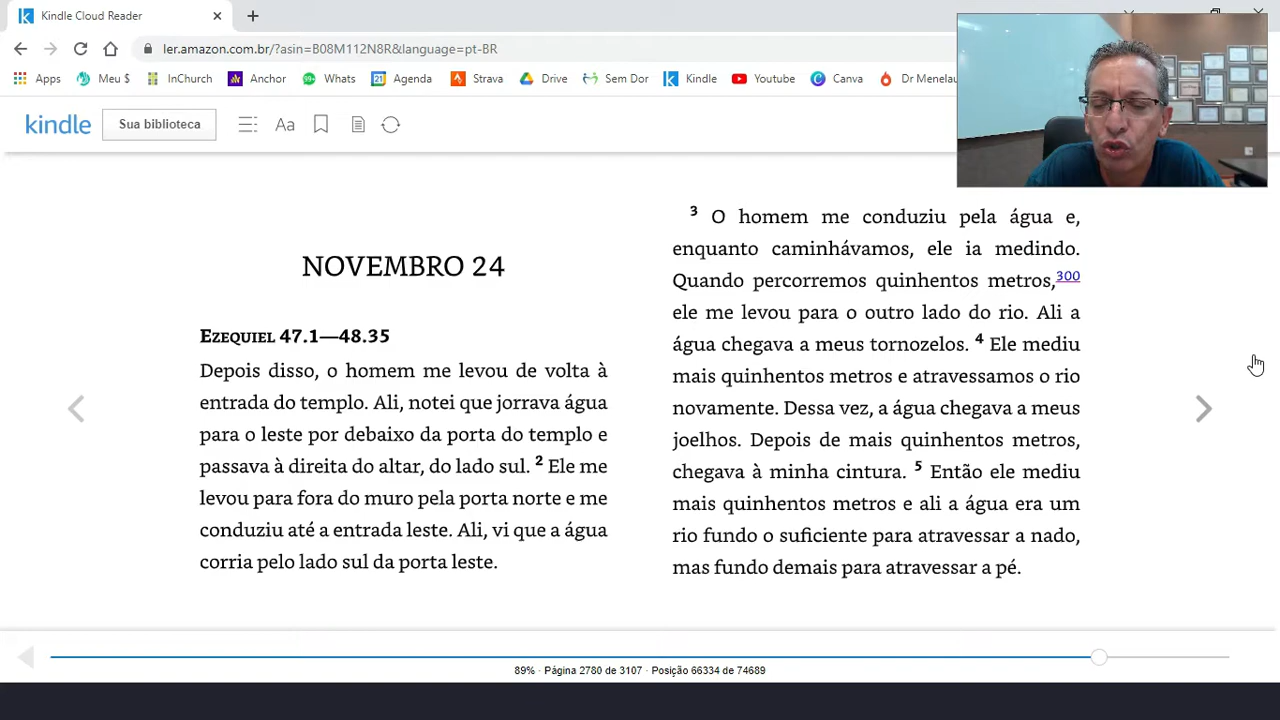 Kindle Cloud Reader
ler.amazon.com.br/?asin=B08M112N8R&language=pt-BR
Apps Meu $ InChurch Anchor Whats Agenda Strava Drive Sem Dor Kindle Youtube Canva Dr Menelau
kindle Sua biblioteca Aa
NOVEMBRO 24
EZEQUIEL 47.1—48.35
Depois disso, o homem me levou de volta à
entrada do templo. Ali, notei que jorrava água
para o leste por debaixo da porta do templo e
passava à direita do altar, do lado sul. 2 Ele me
levou para fora do muro pela porta norte e me
conduziu até a entrada leste. Ali, vi que a água
corria pelo lado sul da porta leste.
3 O homem me conduziu pela água e,
enquanto caminhávamos, ele ia medindo.
Quando percorremos quinhentos metros,300
ele me levou para o outro lado do rio. Ali a
água chegava a meus tornozelos. 4 Ele mediu
mais quinhentos metros e atravessamos o rio
novamente. Dessa vez, a água chegava a meus
joelhos. Depois de mais quinhentos metros,
chegava à minha cintura. 5 Então ele mediu
mais quinhentos metros e ali a água era um
rio fundo o suficiente para atravessar a nado,
mas fundo demais para atravessar a pé.
89% · Página 2780 de 3107 · Posição 66334 de 74689